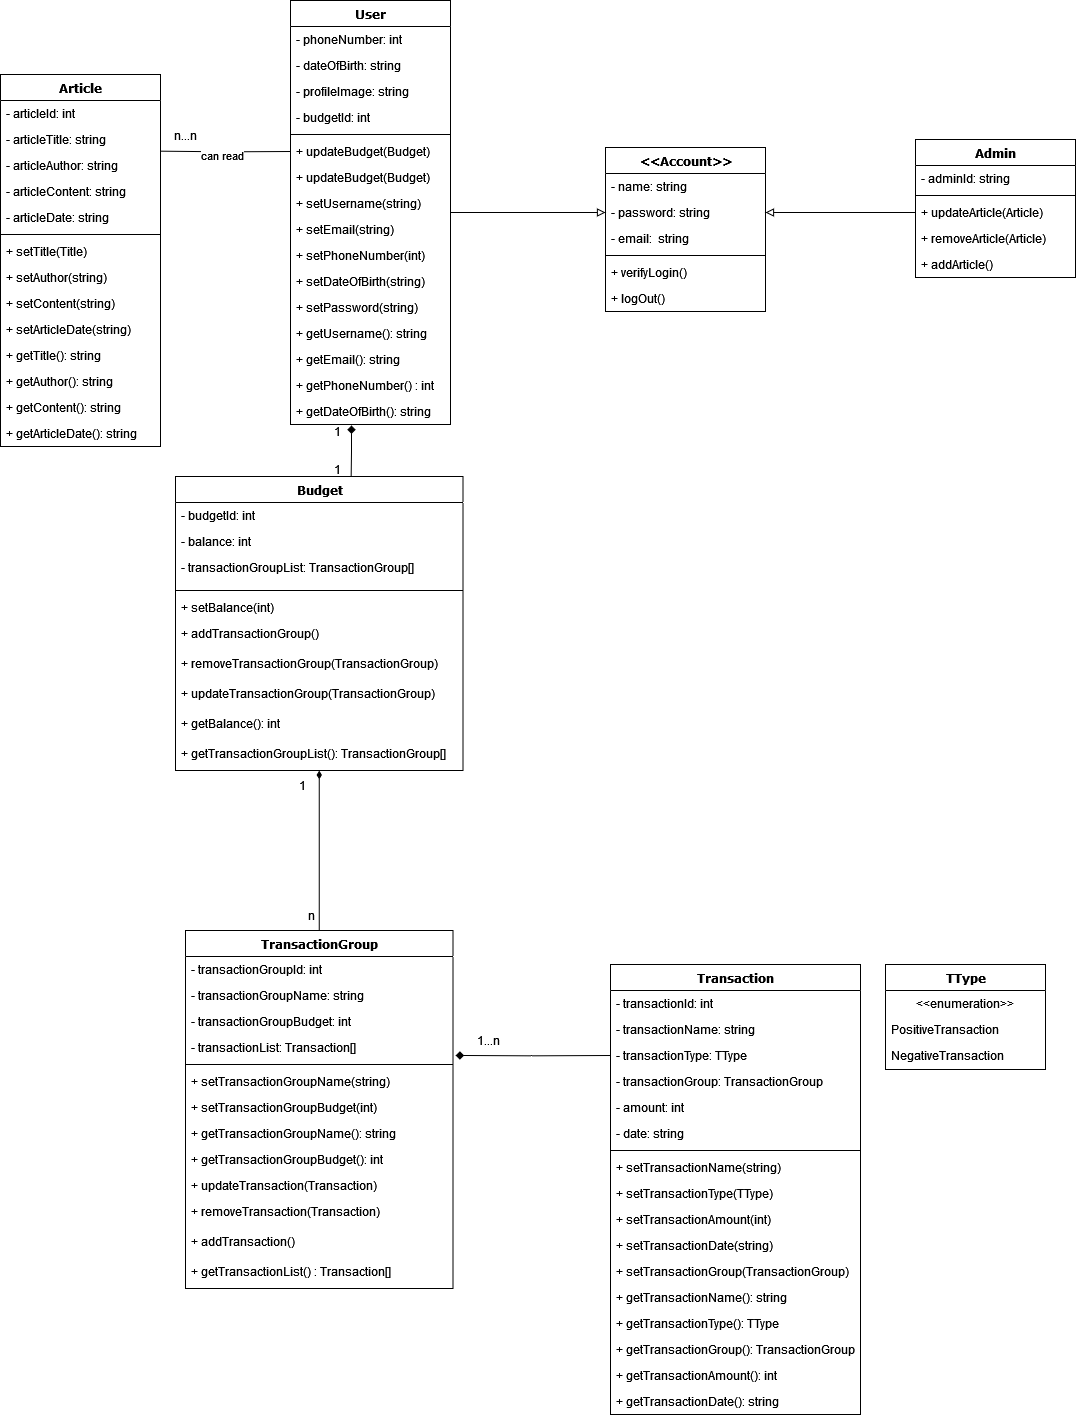 User
- phoneNumber: int
- dateOfBirth: string
- profileImage: string
- budgetId: int
+ updateBudget(Budget)
+ updateBudget(Budget)
+ setUsername(string)
+ setEmail(string)
+ setPhoneNumber(int)
+ setDateOfBirth(string)
+ setPassword(string)
+ getUsername(): string
+ getEmail(): string
+ getPhoneNumber() : int
+ getDateOfBirth(): string
Article
- articleId: int
- articleTitle: string
- articleAuthor: string
- articleContent: string
- articleDate: string
+ setTitle(Title)
+ setAuthor(string)
+ setContent(string)
+ setArticleDate(string)
+ getTitle(): string
+ getAuthor(): string
+ getContent(): string
+ getArticleDate(): string
n...n
can read
<<Account>>
- name: string
- password: string
- email: string
+ verifyLogin()
+ logOut()
Admin
- adminId: string
+ updateArticle(Article)
+ removeArticle(Article)
+ addArticle()
1
1
Budget
- budgetId: int
- balance: int
- transactionGroupList: TransactionGroup[]
+ setBalance(int)
+ addTransactionGroup()
+ removeTransactionGroup(TransactionGroup)
+ updateTransactionGroup(TransactionGroup)
+ getBalance(): int
+ getTransactionGroupList(): TransactionGroup[]
1
n
TransactionGroup
- transactionGroupId: int
- transactionGroupName: string
- transactionGroupBudget: int
- transactionList: Transaction[]
+ setTransactionGroupName(string)
+ setTransactionGroupBudget(int)
+ getTransactionGroupName(): string
+ getTransactionGroupBudget(): int
+ updateTransaction(Transaction)
+ removeTransaction(Transaction)
+ addTransaction()
+ getTransactionList() : Transaction[]
1...n
Transaction
- transactionId: int
- transactionName: string
- transactionType: TType
- transactionGroup: TransactionGroup
- amount: int
- date: string
+ setTransactionName(string)
+ setTransactionType(TType)
+ setTransactionAmount(int)
+ setTransactionDate(string)
+ setTransactionGroup(TransactionGroup)
+ getTransactionName(): string
+ getTransactionType(): TType
+ getTransactionGroup(): TransactionGroup
+ getTransactionAmount(): int
+ getTransactionDate(): string
TType
<<enumeration>>
PositiveTransaction
NegativeTransaction